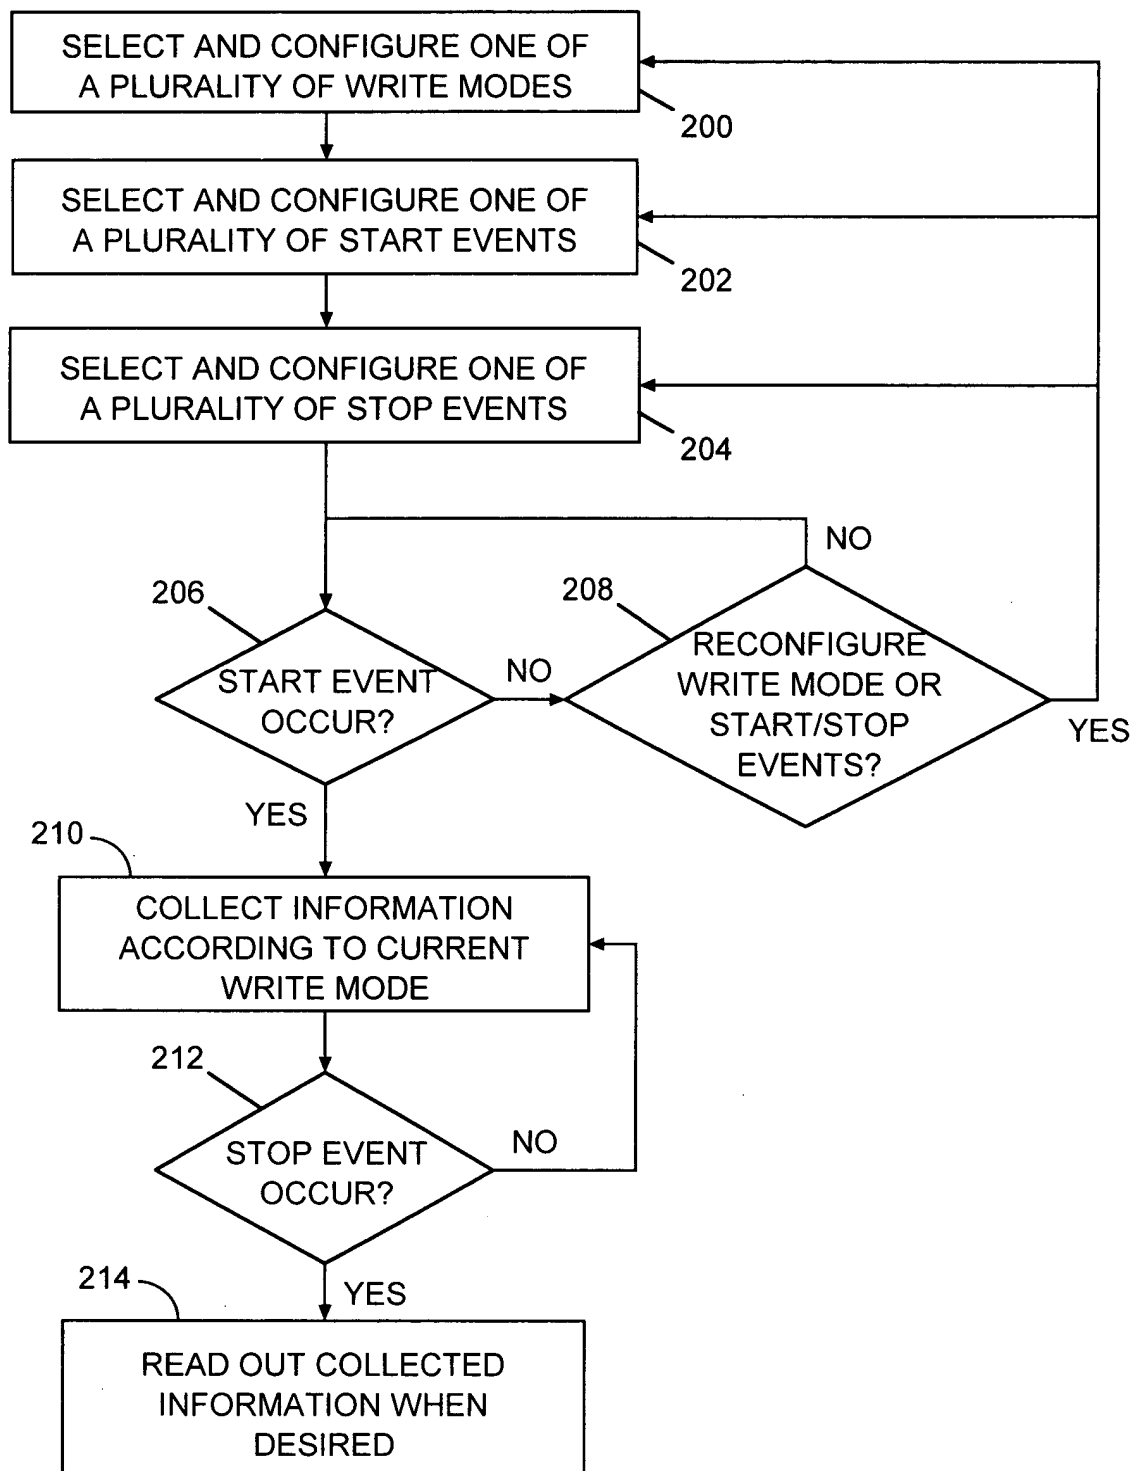 SELECT AND CONFIGURE ONE OF
A PLURALITY OF WRITE MODES
200
SELECT AND CONFIGURE ONE OF
A PLURALITY OF START EVENTS
202
SELECT AND CONFIGURE ONE OF
A PLURALITY OF STOP EVENTS
204
NO
206
208
START EVENT
OCCUR?
NO
RECONFIGURE
WRITE MODE OR
START/STOP
EVENTS?
YES
YES
210
COLLECT INFORMATION
ACCORDING TO CURRENT
WRITE MODE
212
STOP EVENT
OCCUR?
NO
214
YES
READ OUT COLLECTED
INFORMATION WHEN
DESIRED